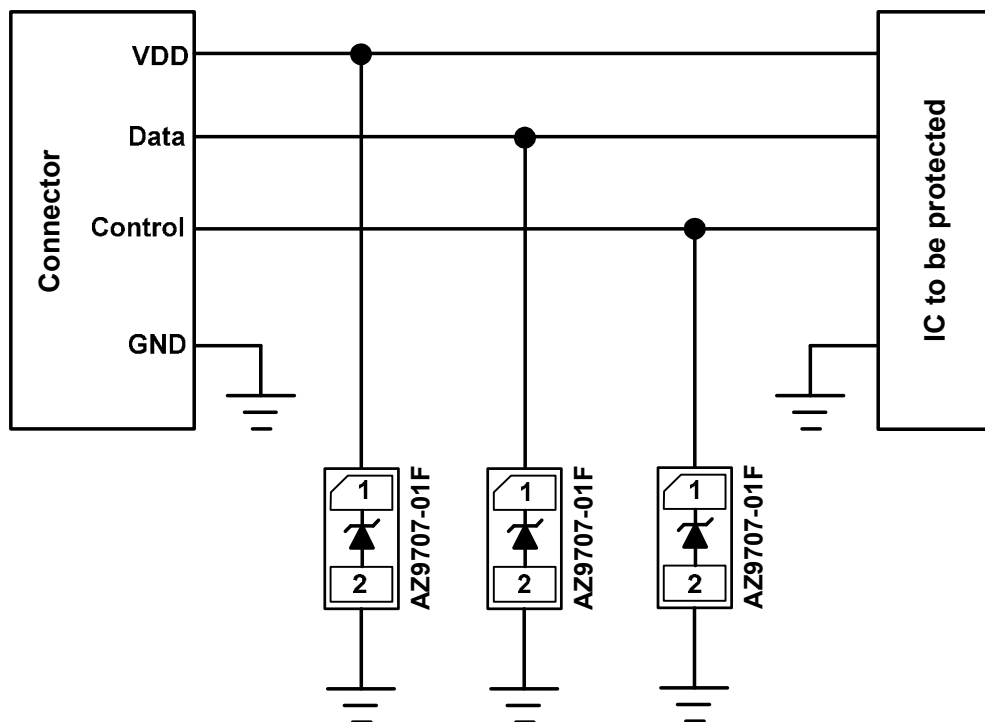 Connector
VDD
Data
Control
GND
IC to be protected
1
2
AZ9707-01F
1
2
AZ9707-01F
1
2
AZ9707-01F